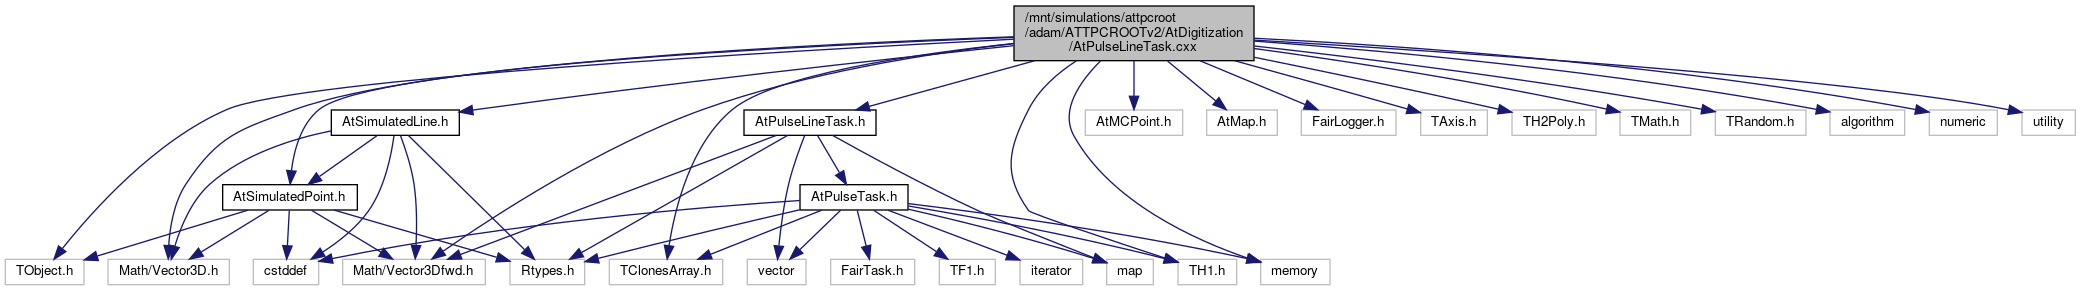 /mnt/simulations/attpcroot
/adam/ATTPCROOTv2/AtDigitization
/AtPulseLineTask.cxx
AtSimulatedLine.h
AtPulseLineTask.h
AtMCPoint.h
AtMap.h
FairLogger.h
TAxis.h
TH2Poly.h
TMath.h
TRandom.h
algorithm
numeric
utility
AtSimulatedPoint.h
AtPulseTask.h
TObject.h
Math/Vector3D.h
cstddef
Math/Vector3Dfwd.h
Rtypes.h
TClonesArray.h
vector
FairTask.h
TF1.h
iterator
map
TH1.h
memory